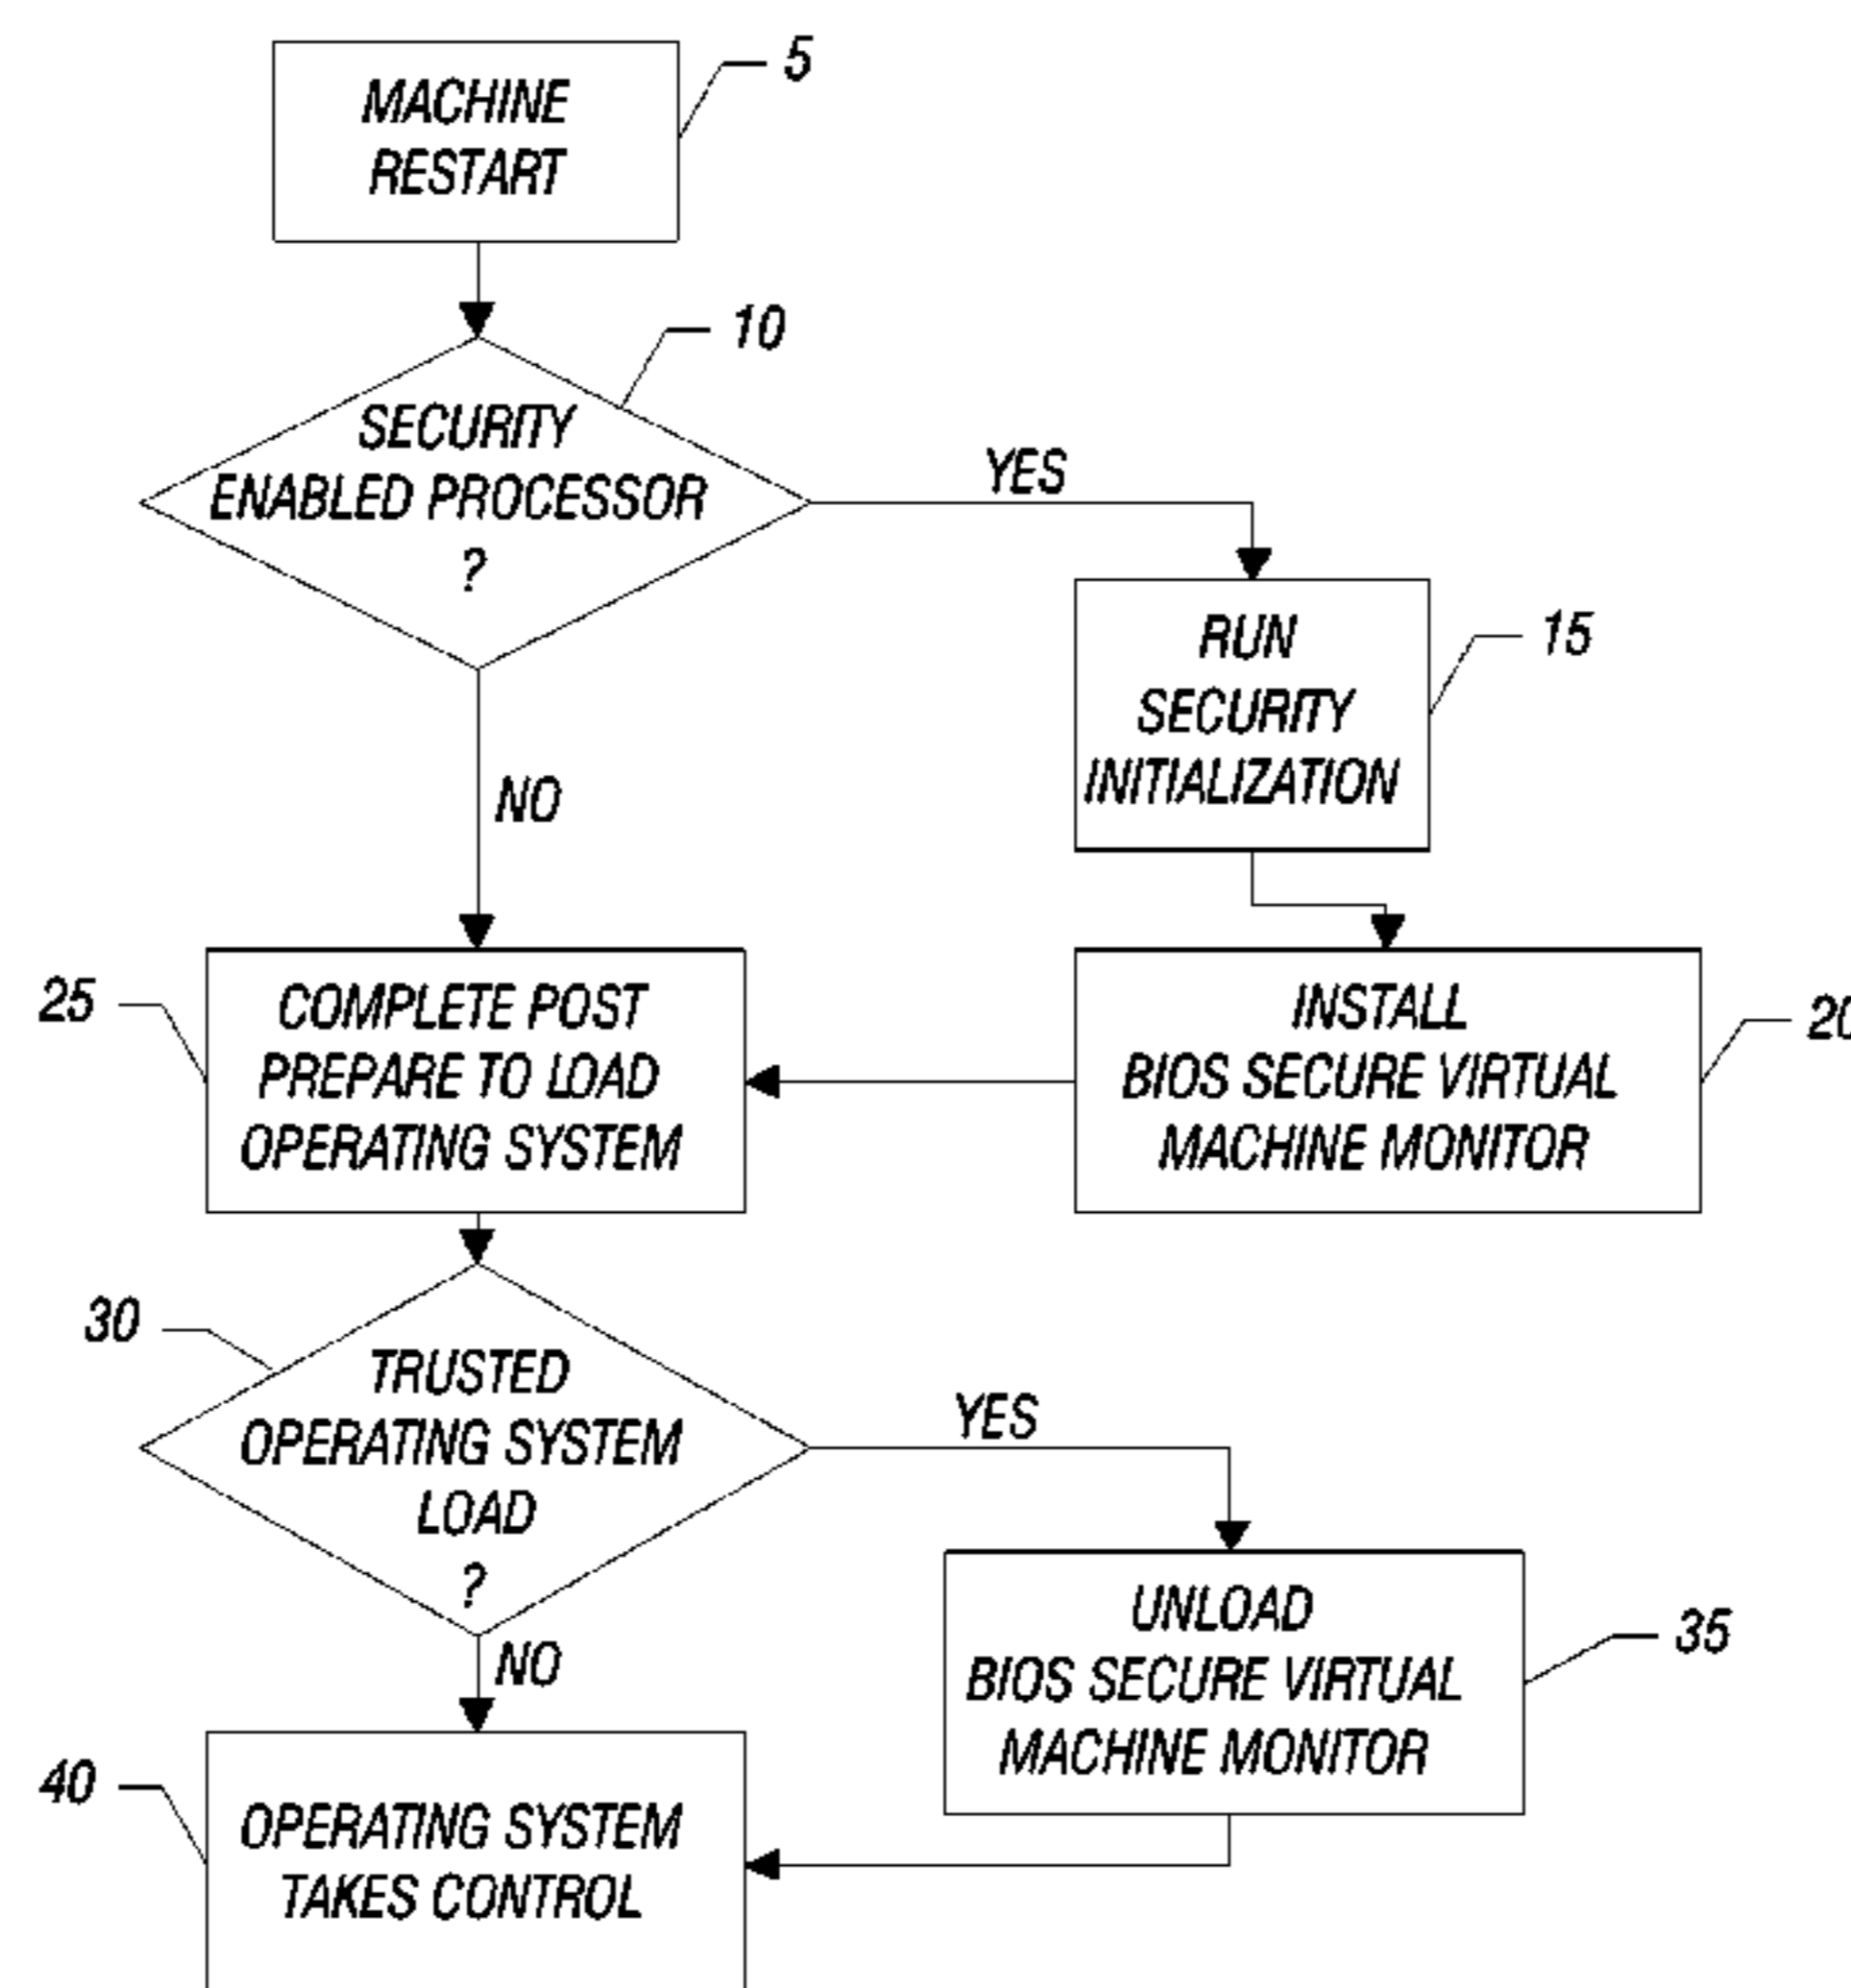 MACHINE
RESTART
5
10
SECURITY
ENABLED PROCESSOR
?
YES
NO
RUN
SECURITY
INITIALIZATION
15
25
COMPLETE POST
PREPARE TO LOAD
OPERATING SYSTEM
INSTALL
BIOS SECURE VIRTUAL
MACHINE MONITOR
20
30
TRUSTED
OPERATING SYSTEM
LOAD
?
YES
NO
UNLOAD
BIOS SECURE VIRTUAL
MACHINE MONITOR
35
40
OPERATING SYSTEM
TAKES CONTROL